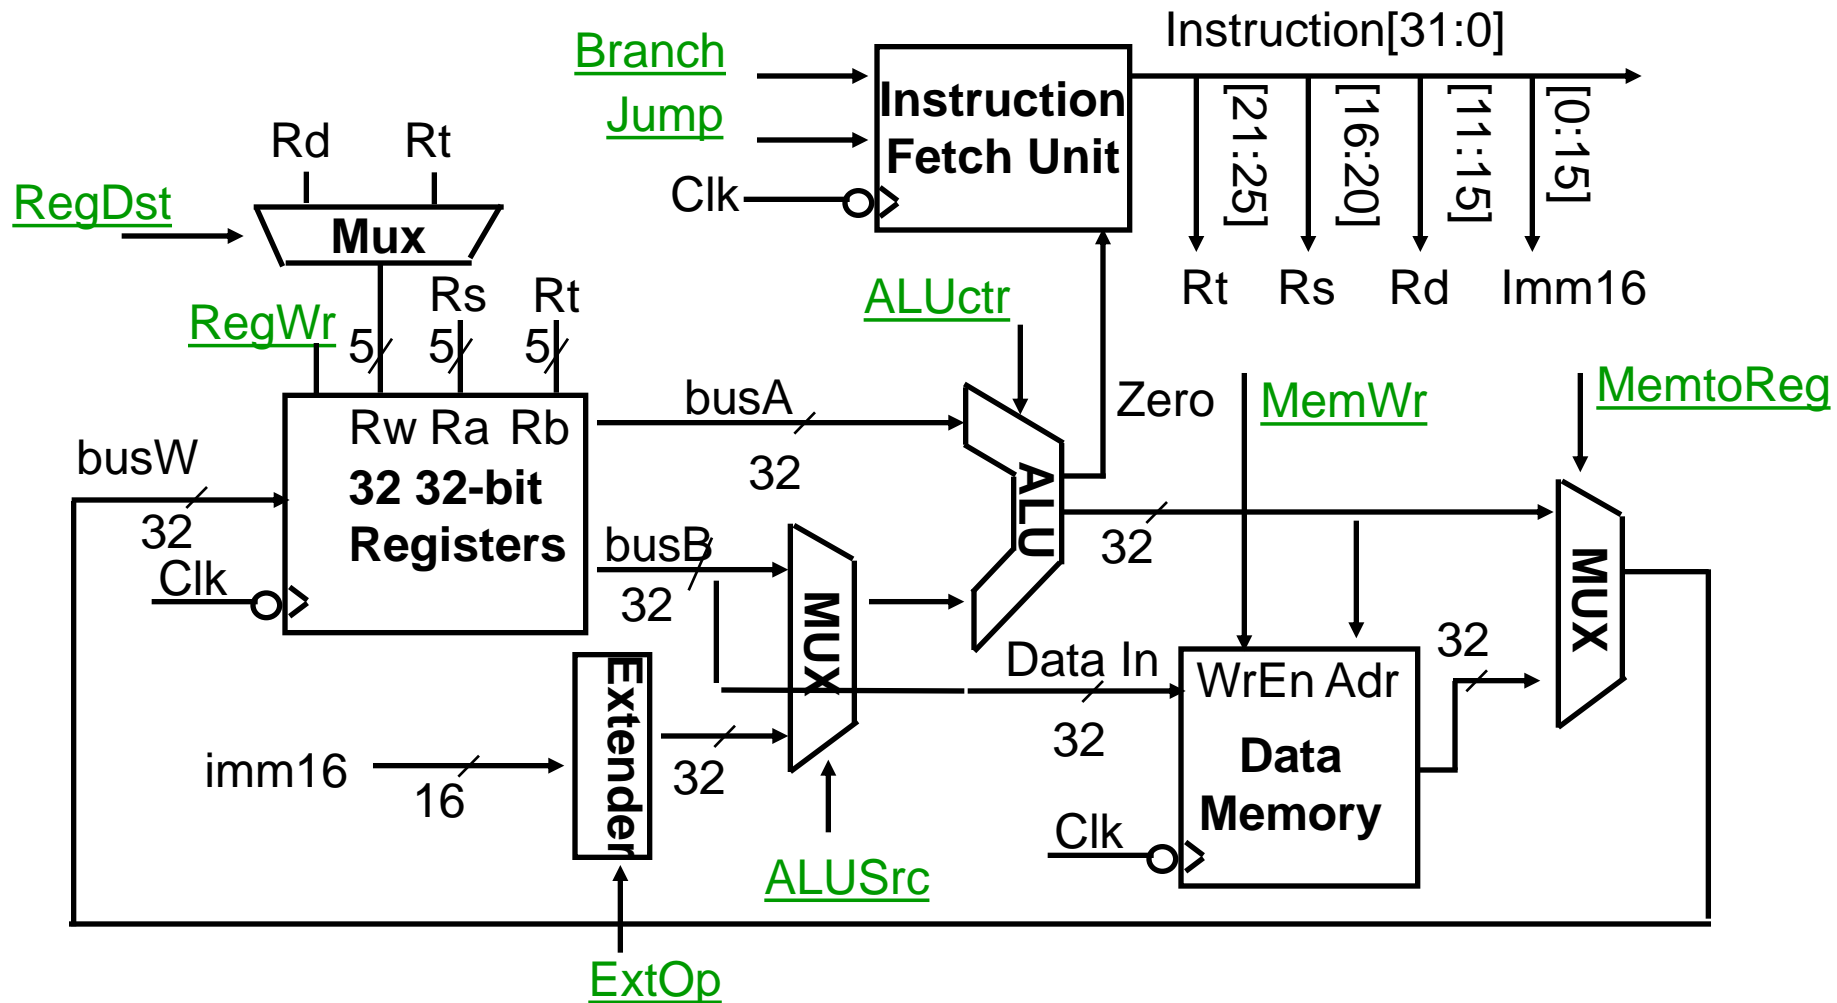 Instruction[31:0]
Branch
Jump
Clk
Instruction
Fetch Unit
[21:25]
[16:20]
[11:15]
[0:15]
Rt
Rs
Rd
Imm16
Rd
Rt
RegDst
Mux
RegWr
5
Rs
5
Rt
5
ALUctr
busA
32
Zero
MemWr
MemtoReg
busW
32
Clk
Rw Ra Rb
32 32-bit
Registers
busB
32
MUX
ALU
32
MUX
Data In
32
WrEn Adr
Data
Memory
Clk
32
imm16
16
Extender
32
ALUSrc
ExtOp